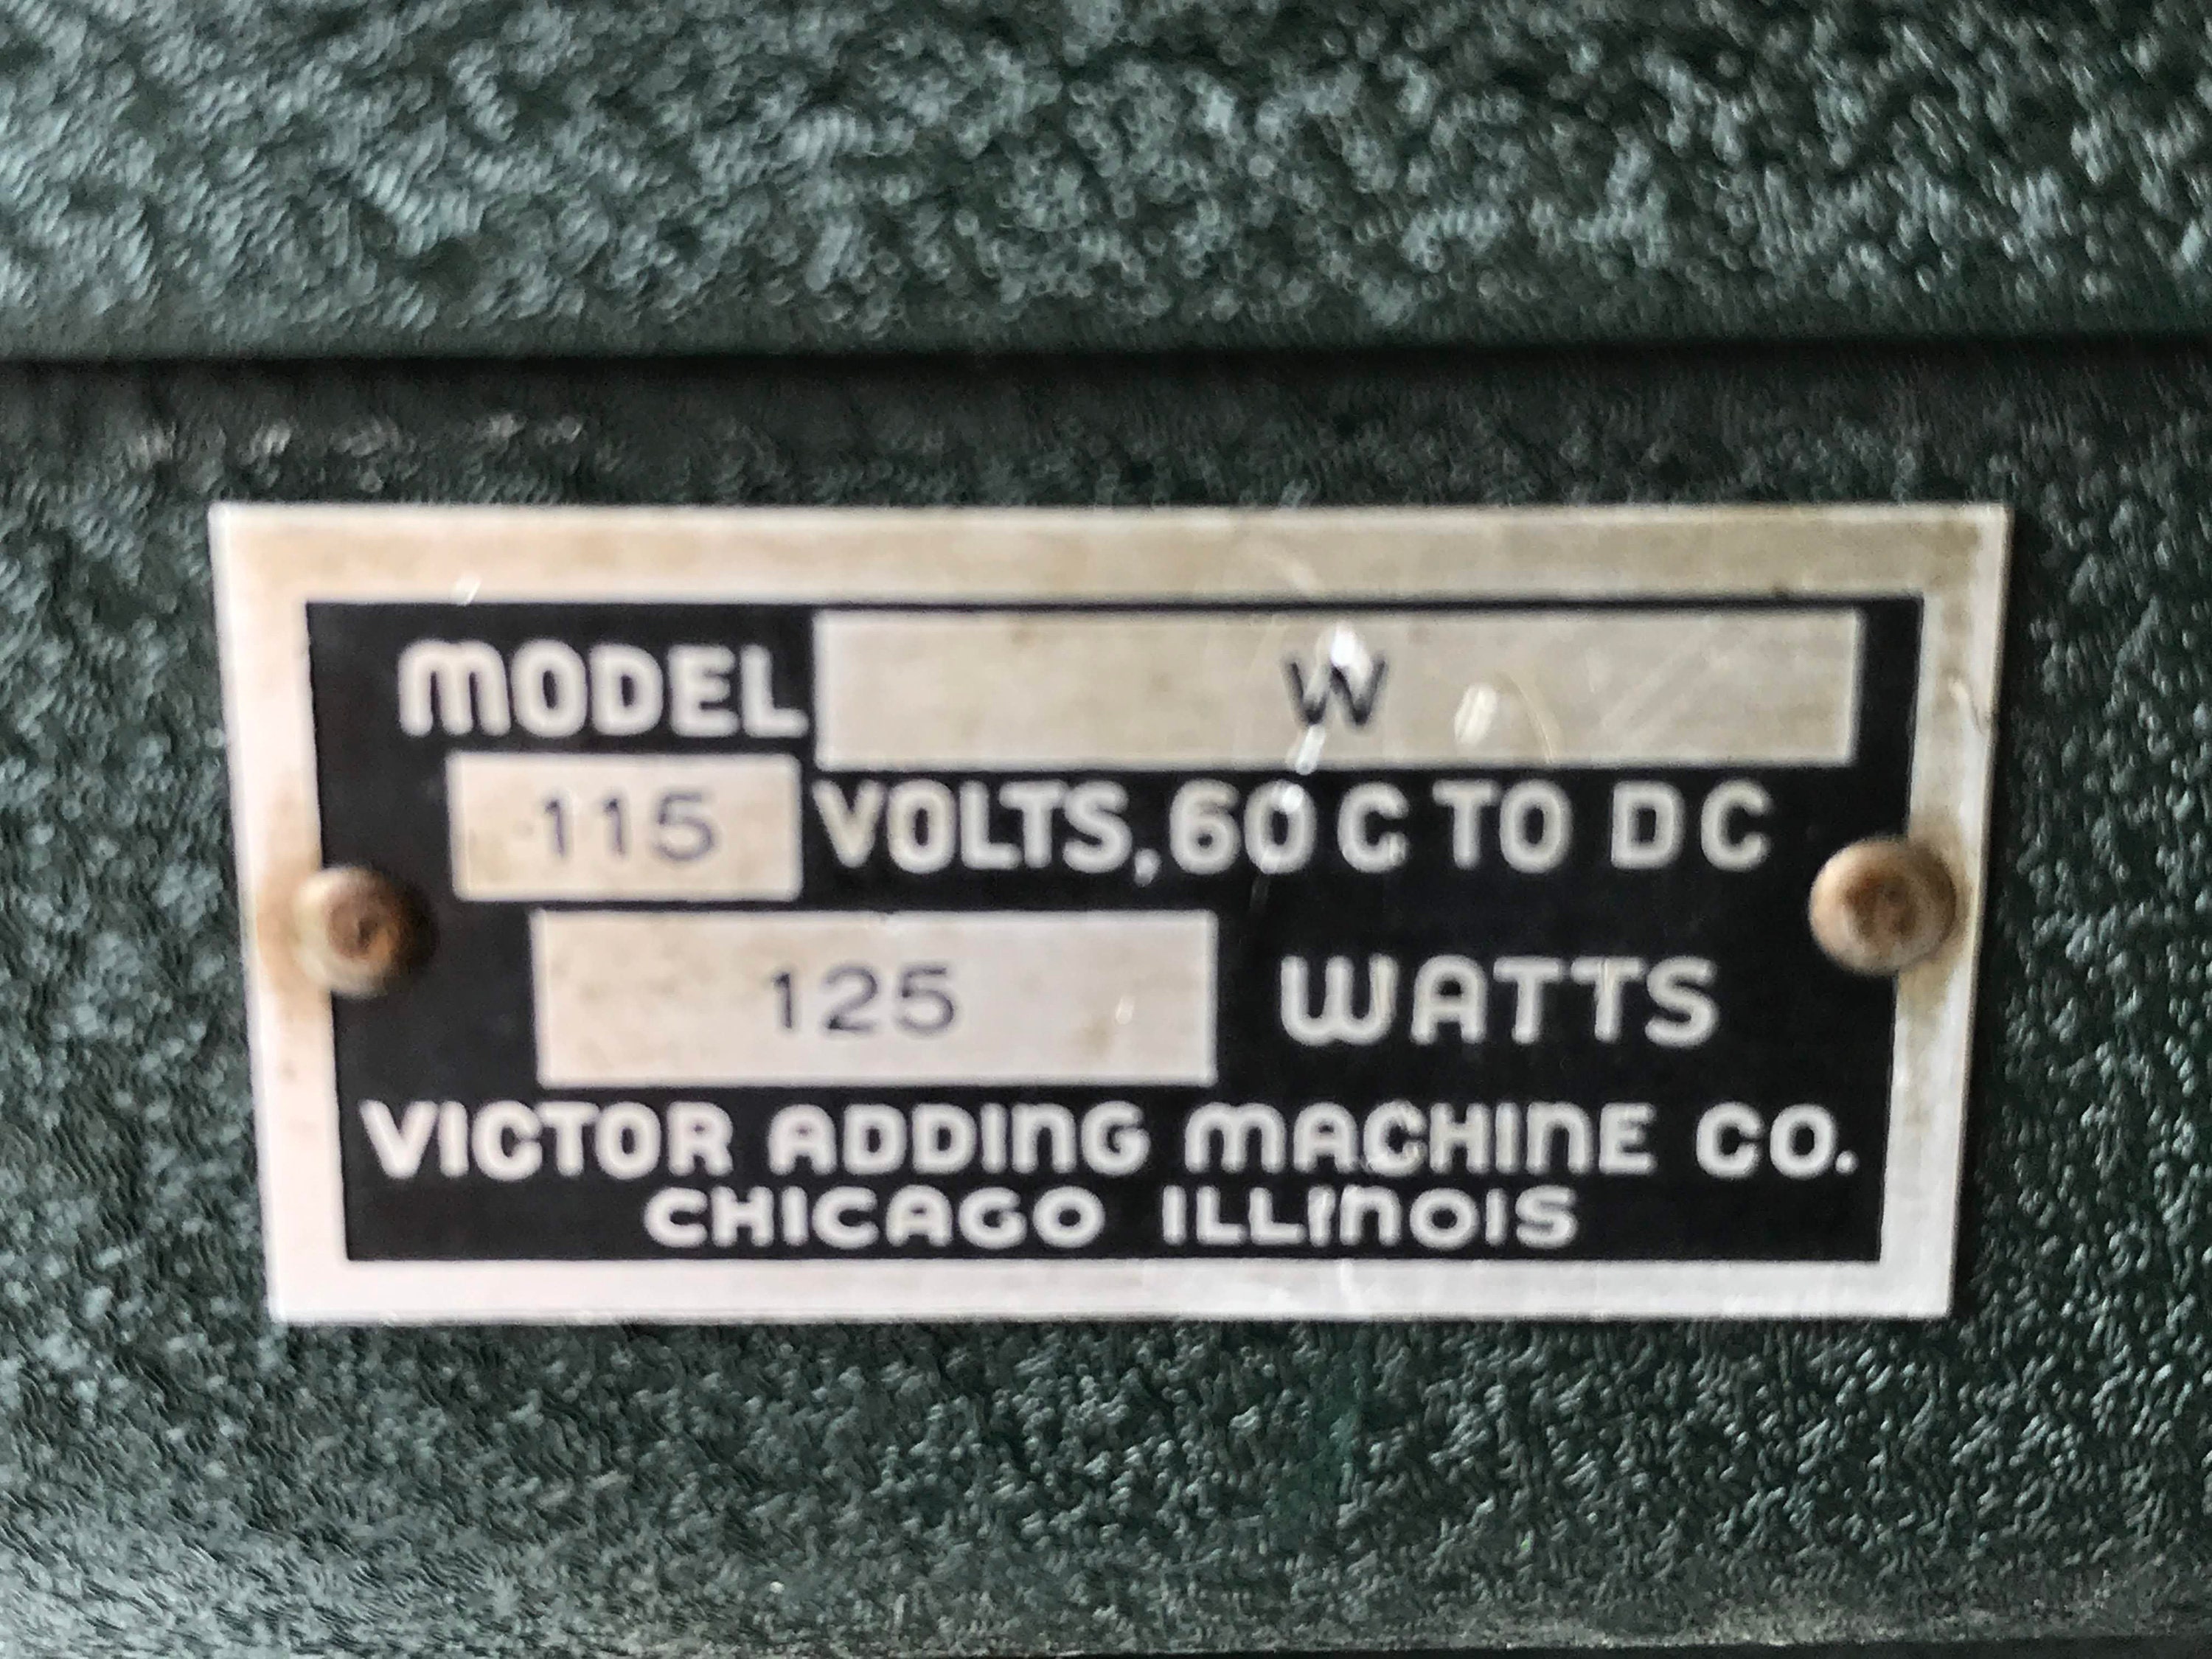 MODEL W
115 VOLTS, 60 C TO DC
125 WATTS
VICTOR ADDING MACHINE CO.
CHICAGO ILLINOIS